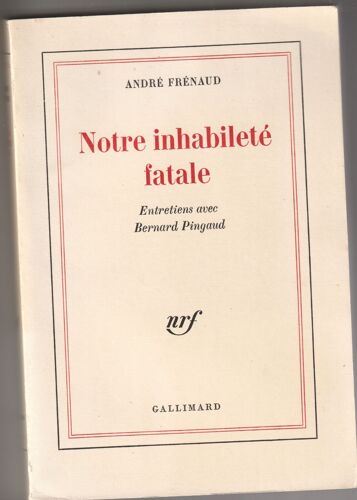 ANDRÉ FRÉNAUD
Notre inhabileté
fatale
Entretiens avec
Bernard Pingaud
nrf
GALLIMARD